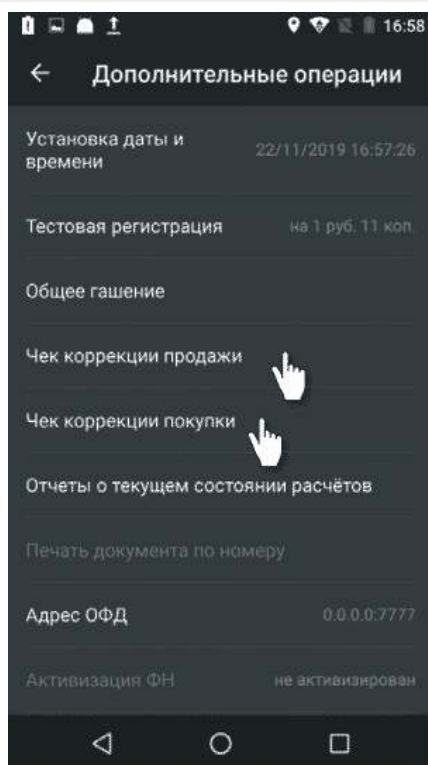 16:58
Дополнительные операции
Установка даты и
времени
22/11/2019 16:57:26
Тестовая регистрация
на 1 руб. 11 коп.
Общее гашение
Чек коррекции продажи
Чек коррекции покупки
Отчеты о текущем состоянии расчётов
Печать документа по номеру
Адрес ОФД
0.0.0.0:7777
Активизация ФН
не активизирован